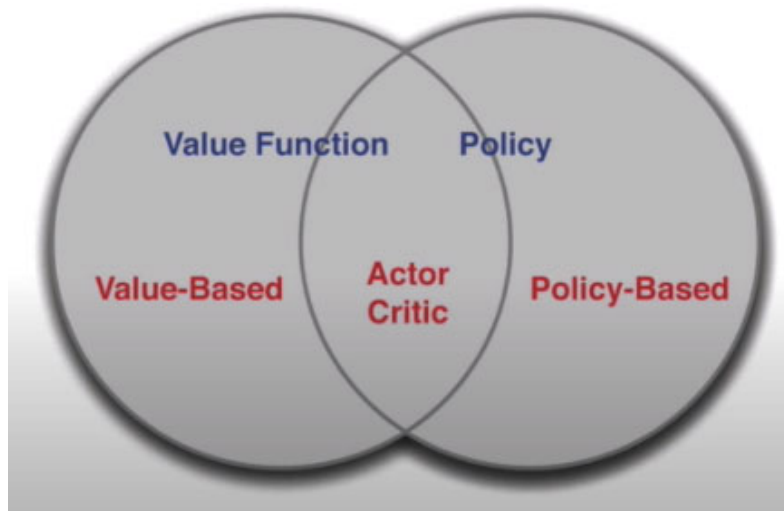 Value Function
Policy
Value-Based
Actor
Critic
Policy-Based